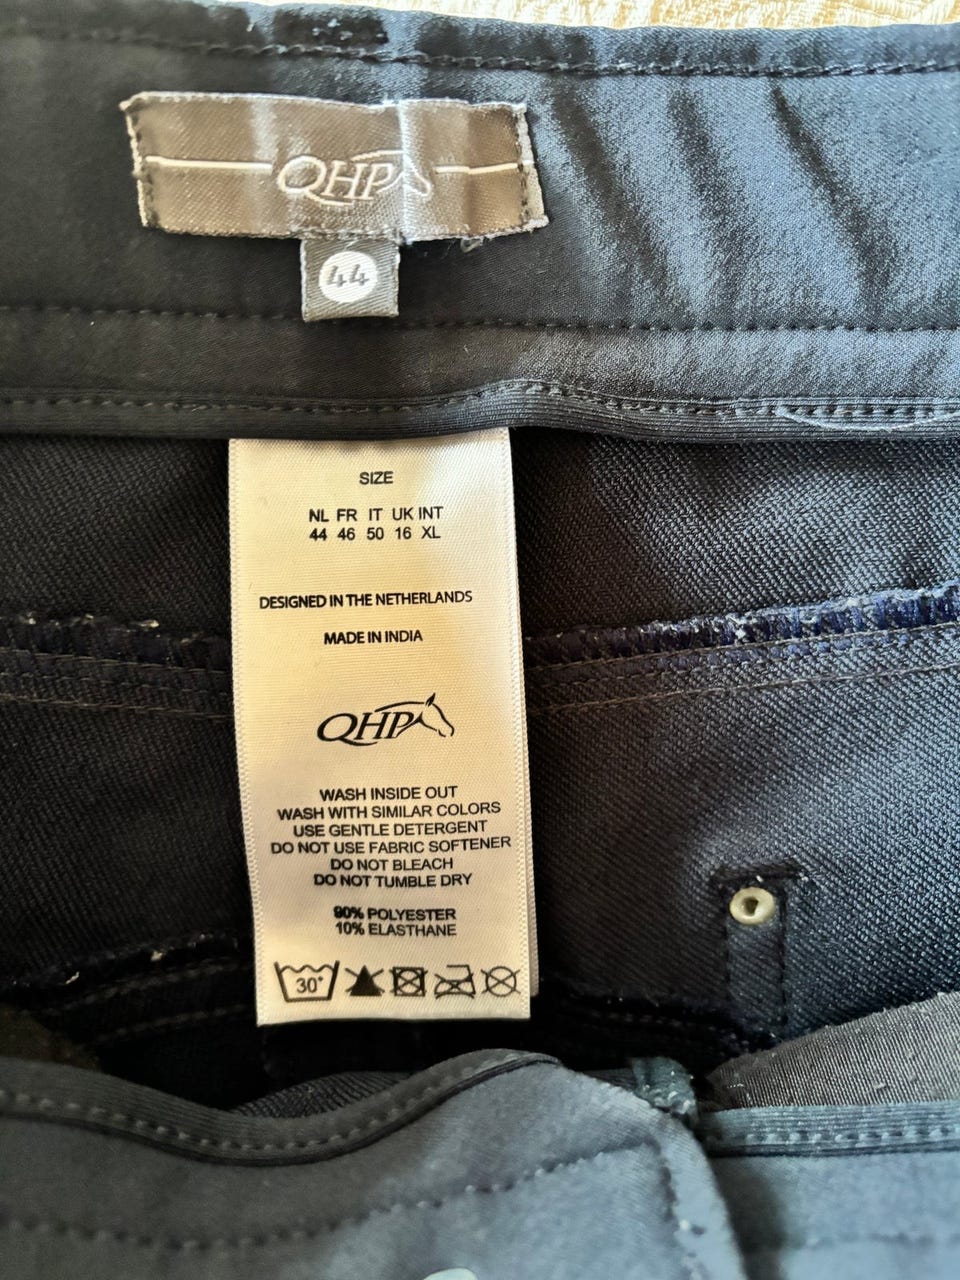 QHP
44
SIZE
NL FR IT UK INT
44 46 50 16 XL
DESIGNED IN THE NETHERLANDS
MADE IN INDIA
QHP
WASH INSIDE OUT
WASH WITH SIMILAR COLORS
USE GENTLE DETERGENT
DO NOT USE FABRIC SOFTENER
DO NOT BLEACH
DO NOT TUMBLE DRY
90% POLYESTER
10% ELASTHANE
30°